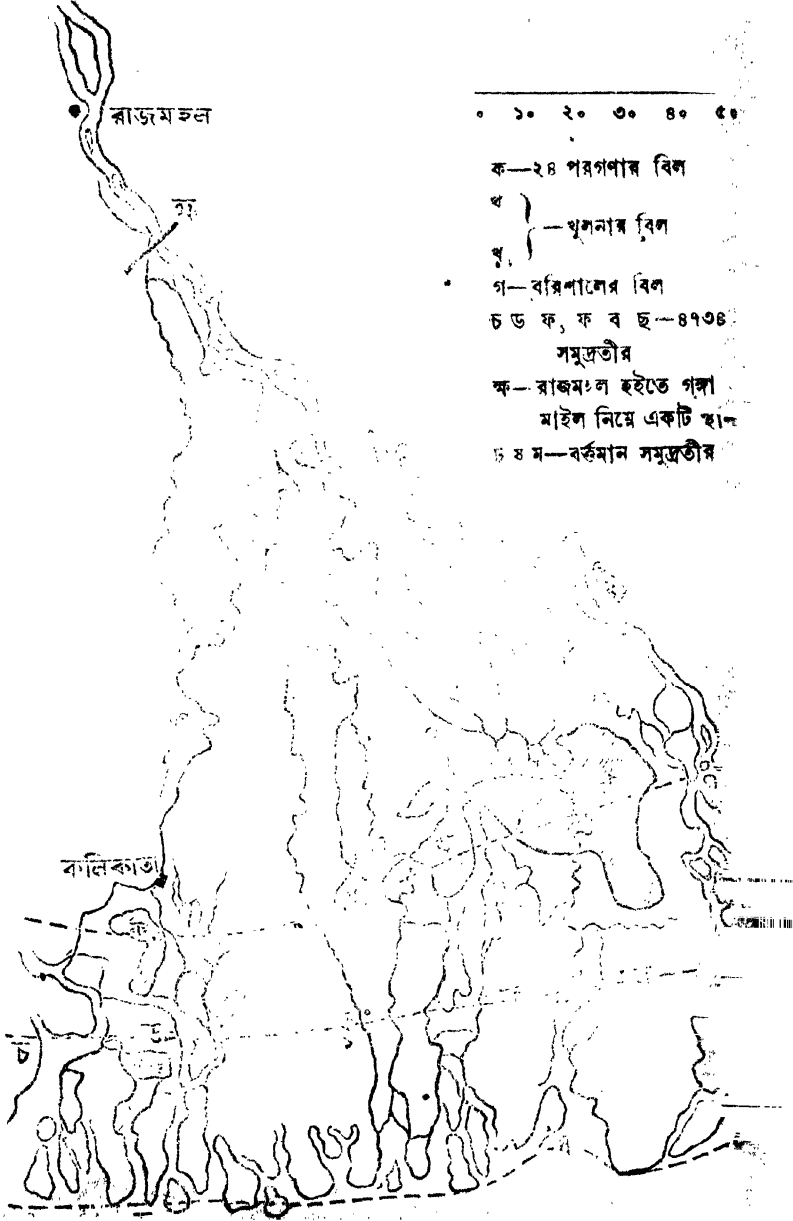 রাজমহল
০ ১০ ২০ ৩০ ৪০ ৫০
ক—২৪ পরগণার বিল
খ
—খুলনার বিল
খ,
গ—বরিশালের বিল
চ ড ফ, ফ ব ছ—৪৭৩৪
সমুদ্রতীর
ক্ষ—রাজমহল হইতে গঙ্গা
মাইল নিম্নে একটি স্থান
ষ ম—বর্ত্তমান সমুদ্রতীর
ক্ষ
কলিকাতা
ক
চ